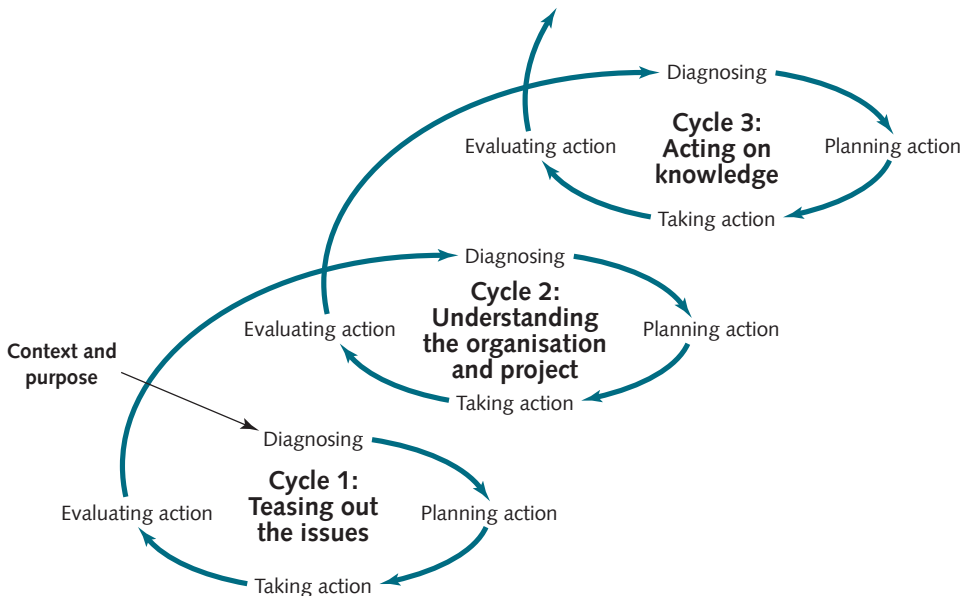 Diagnosing
Cycle 3:
Acting on
knowledge
Evaluating action
Planning action
Taking action
Diagnosing
Cycle 2:
Understanding
the organisation
and project
Evaluating action
Planning action
Taking action
Context and
purpose
Diagnosing
Cycle 1:
Teasing out
the issues
Evaluating action
Planning action
Taking action